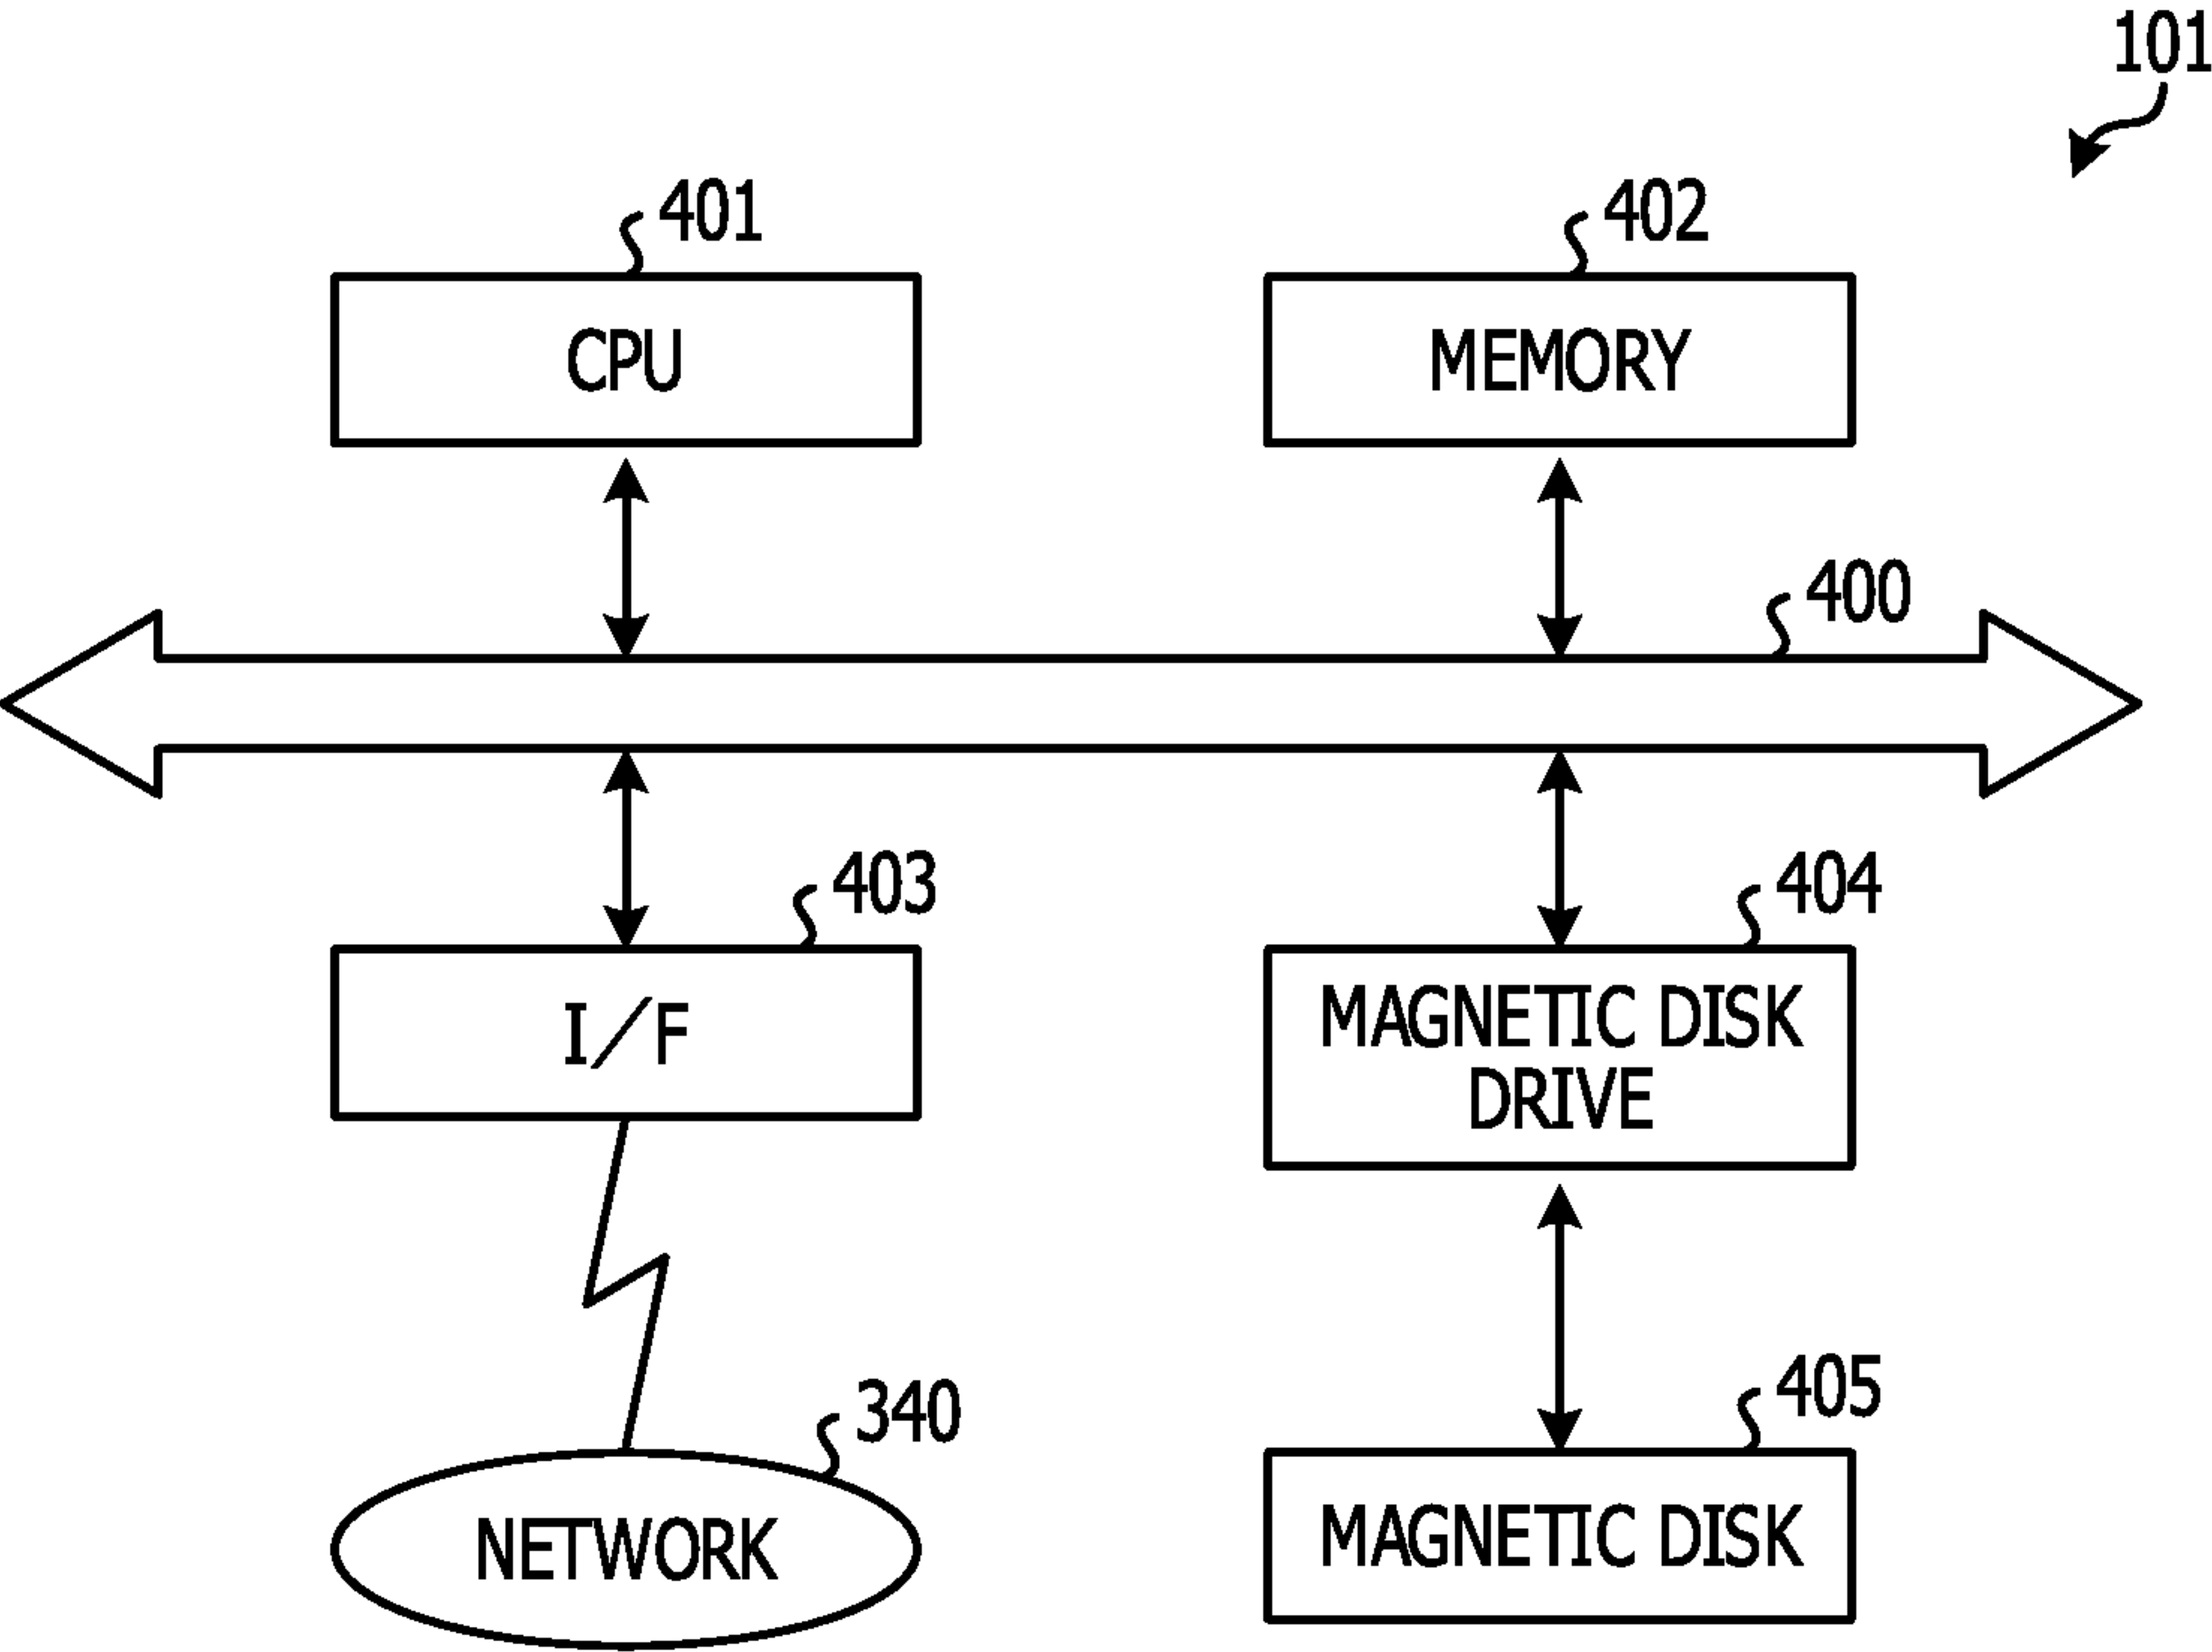 101
401
402
CPU
MEMORY
400
403
404
I/F
MAGNETIC DISK
DRIVE
340
405
NETWORK
MAGNETIC DISK